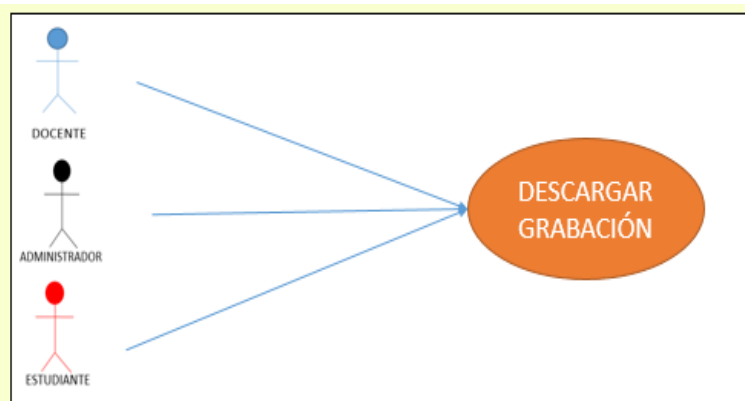 DOCENTE
ADMINISTRADOR
ESTUDIANTE
DESCARGAR
GRABACIÓN